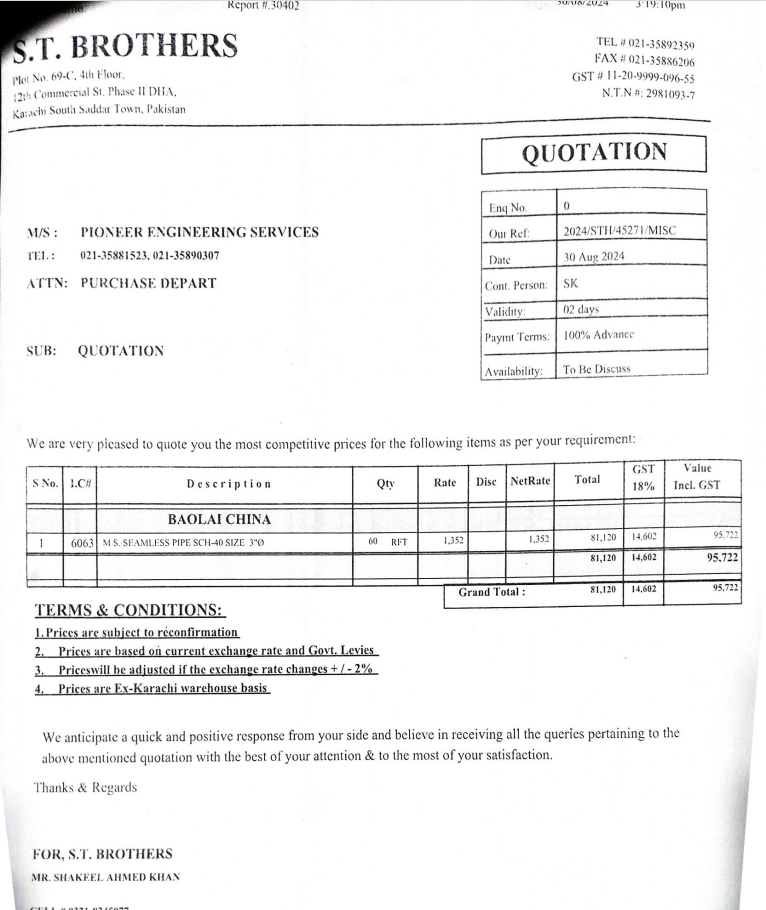 Report #.30402
30/08/2024 3:19:10pm
S.T. BROTHERS
Plot No. 69-C, 4th Floor,
12th Commercial St. Phase II DHA,
Karachi South Saddar Town, Pakistan
TEL # 021-35892359
FAX # 021-35886206
GST # 11-20-9999-096-55
N.T.N #: 2981093-7
QUOTATION
M/S : PIONEER ENGINEERING SERVICES
TEL : 021-35881523, 021-35890307
ATTN: PURCHASE DEPART
SUB: QUOTATION
Enq No. 0
Our Ref: 2024/STH/45271/MISC
Date 30 Aug 2024
Cont. Person: SK
Validity: 02 days
Paymt Terms: 100% Advance
Availability: To Be Discuss
We are very pleased to quote you the most competitive prices for the following items as per your requirement:
S No. I.C# Description Qty Rate Disc NetRate Total GST 18% Value Incl. GST
BAOLAI CHINA
1 6063 M S. SEAMLESS PIPE SCH-40 SIZE 3"Ø 60 RFT 1,352 1,352 81,120 14,602 95,722
81,120 14,602 95,722
Grand Total : 81,120 14,602 95,722
TERMS & CONDITIONS:
1. Prices are subject to reconfirmation
2. Prices are based on current exchange rate and Govt. Levies
3. Priceswill be adjusted if the exchange rate changes + / - 2%
4. Prices are Ex-Karachi warehouse basis
We anticipate a quick and positive response from your side and believe in receiving all the queries pertaining to the
above mentioned quotation with the best of your attention & to the most of your satisfaction.
Thanks & Regards
FOR, S.T. BROTHERS
MR. SHAKEEL AHMED KHAN